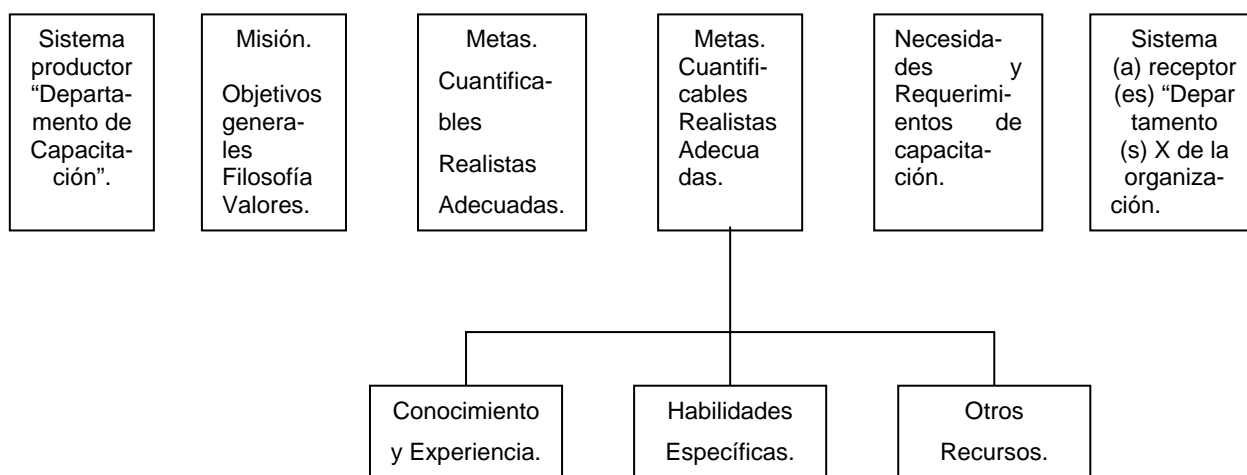 Sistema
productor
“Departa-
mento de
Capacita-
ción”.
Misión.
Objetivos
genera-
les
Filosofía
Valores.
Metas.
Cuantifica-
bles
Realistas
Adecuadas.
Metas.
Cuantifi-
cables
Realistas
Adecua
das.
Necesida-
des y
Requerimi-
entos de
capacita-
ción.
Sistema
(a) receptor
(es) “Depar
tamento
(s) X de la
organiza-
ción.
Conocimiento
y Experiencia.
Habilidades
Específicas.
Otros
Recursos.